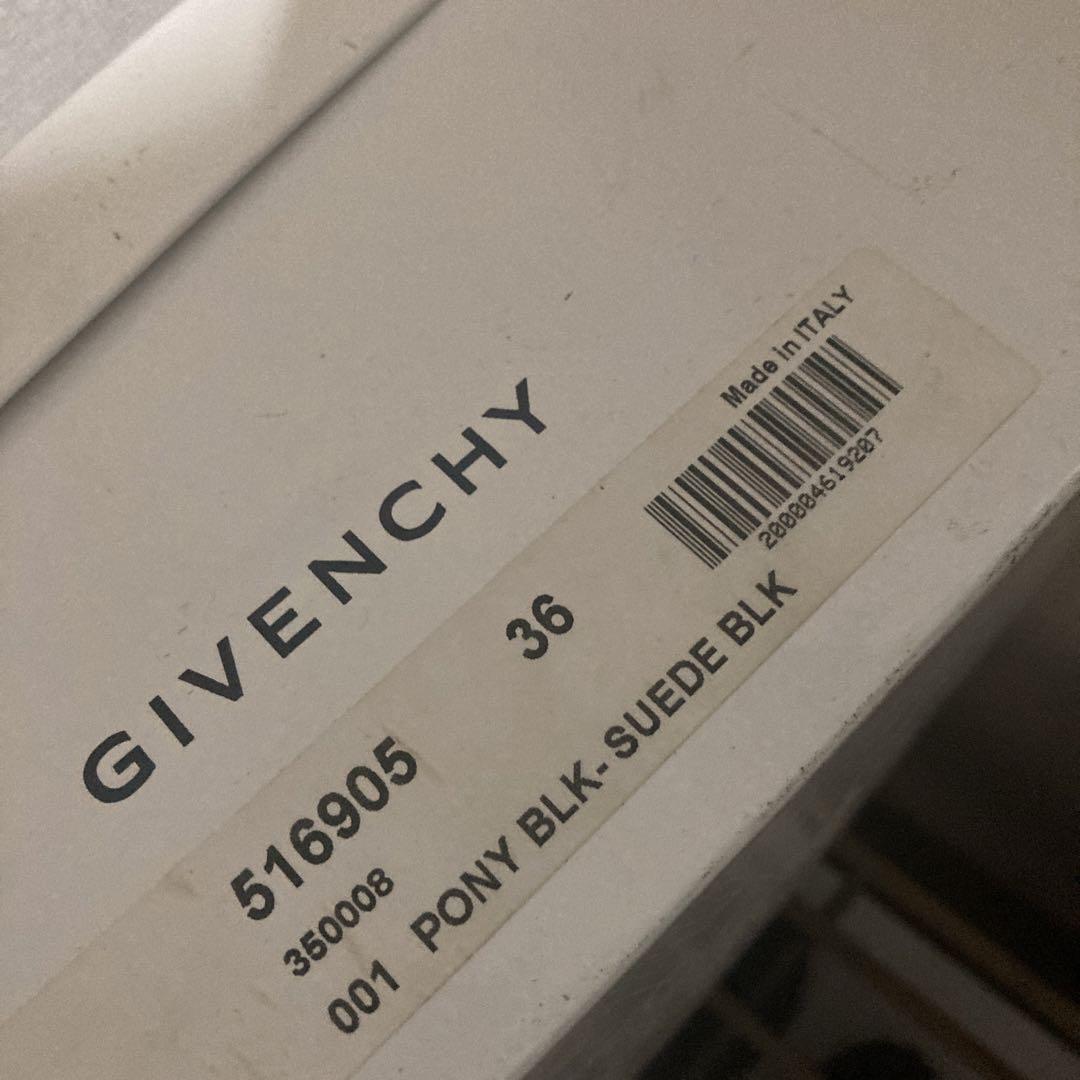 GIVENCHY
Made in ITALY
2000004619207
516905 36
350008
001 PONY BLK-SUEDE BLK